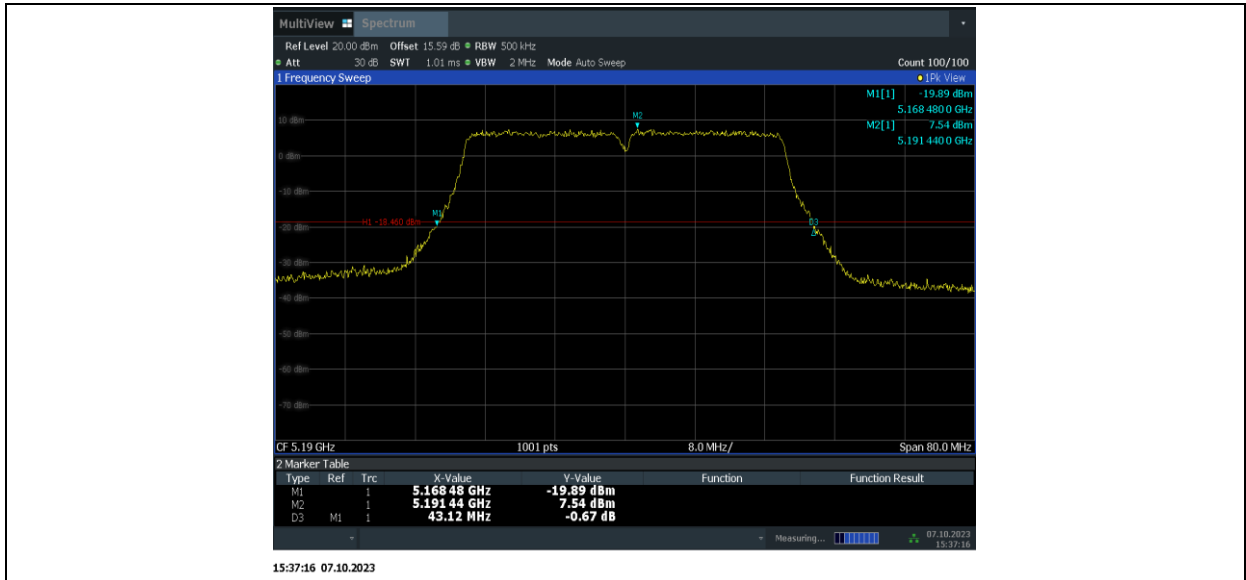 MultiView Spectrum
Ref Level 20.00 dBm Offset 15.59 dB RBW 500 kHz
Att 30 dB SWT 1.01 ms VBW 2 MHz Mode Auto Sweep Count 100/100
1 Frequency Sweep 1Pk View
M1[1] -19.89 dBm
5.168 480 0 GHz
M2[1] 7.54 dBm
5.191 440 0 GHz
M2
10 dBm
0 dBm
-10 dBm
M1
H1 -18.460 dBm
D3
-20 dBm
-30 dBm
-40 dBm
-50 dBm
-60 dBm
-70 dBm
CF 5.19 GHz 1001 pts 8.0 MHz/ Span 80.0 MHz
2 Marker Table
Type Ref Trc X-Value Y-Value Function Function Result
M1 1 5.168 48 GHz -19.89 dBm
M2 1 5.191 44 GHz 7.54 dBm
D3 M1 1 43.12 MHz -0.67 dB
Measuring... 07.10.2023
15:37:16
15:37:16 07.10.2023